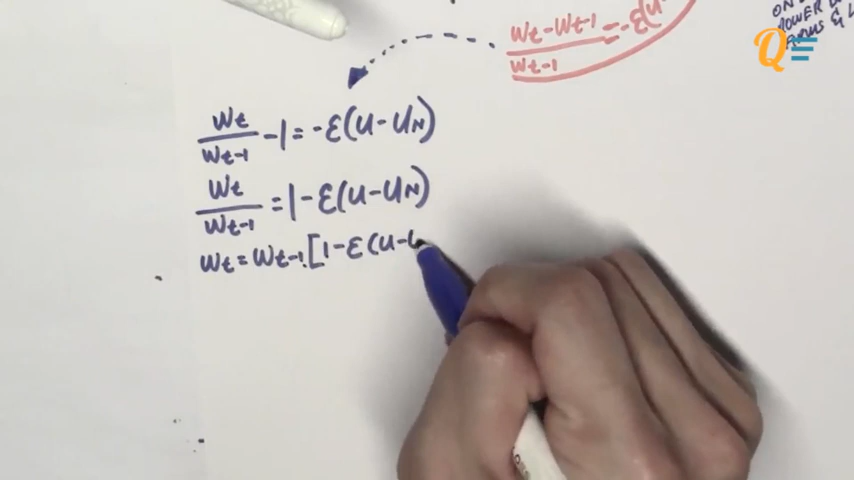 Wt-Wt-1 = -ε(U-
Wt-1
Wt/Wt-1 -1 = -ε(U-UN)
Wt/Wt-1 = 1-ε(U-UN)
Wt = Wt-1.[1-ε(U-